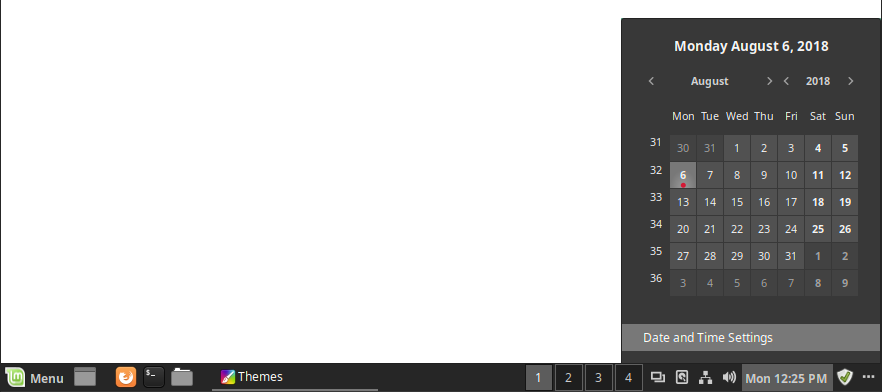 Monday August 6, 2018
August 2018
Mon Tue Wed Thu Fri Sat Sun
31 30 31 1 2 3 4 5
32 6 7 8 9 10 11 12
33 13 14 15 16 17 18 19
34 20 21 22 23 24 25 26
35 27 28 29 30 31 1 2
36 3 4 5 6 7 8 9
Date and Time Settings
Menu $_ Themes 1 2 3 4 Mon 12:25 PM